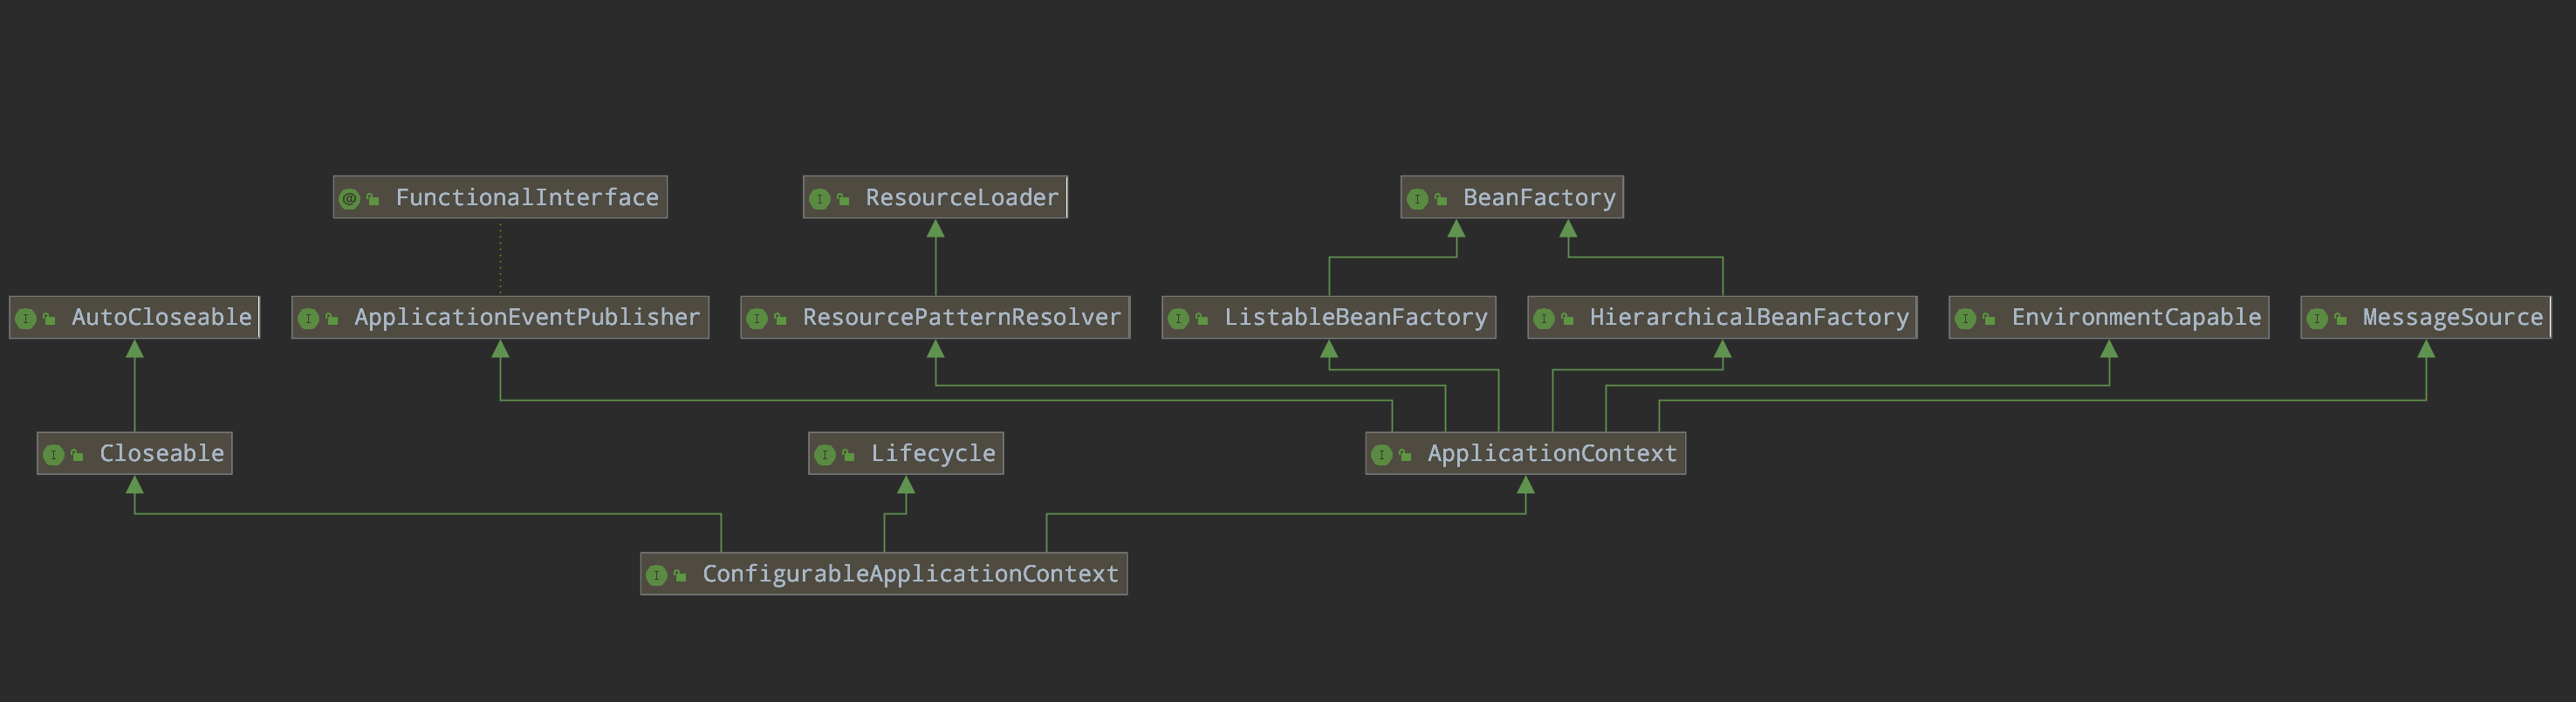 @ FunctionalInterface
I ResourceLoader
I BeanFactory
I AutoCloseable
I ApplicationEventPublisher
I ResourcePatternResolver
I ListableBeanFactory
I HierarchicalBeanFactory
I EnvironmentCapable
I MessageSource
I Closeable
I Lifecycle
I ApplicationContext
I ConfigurableApplicationContext